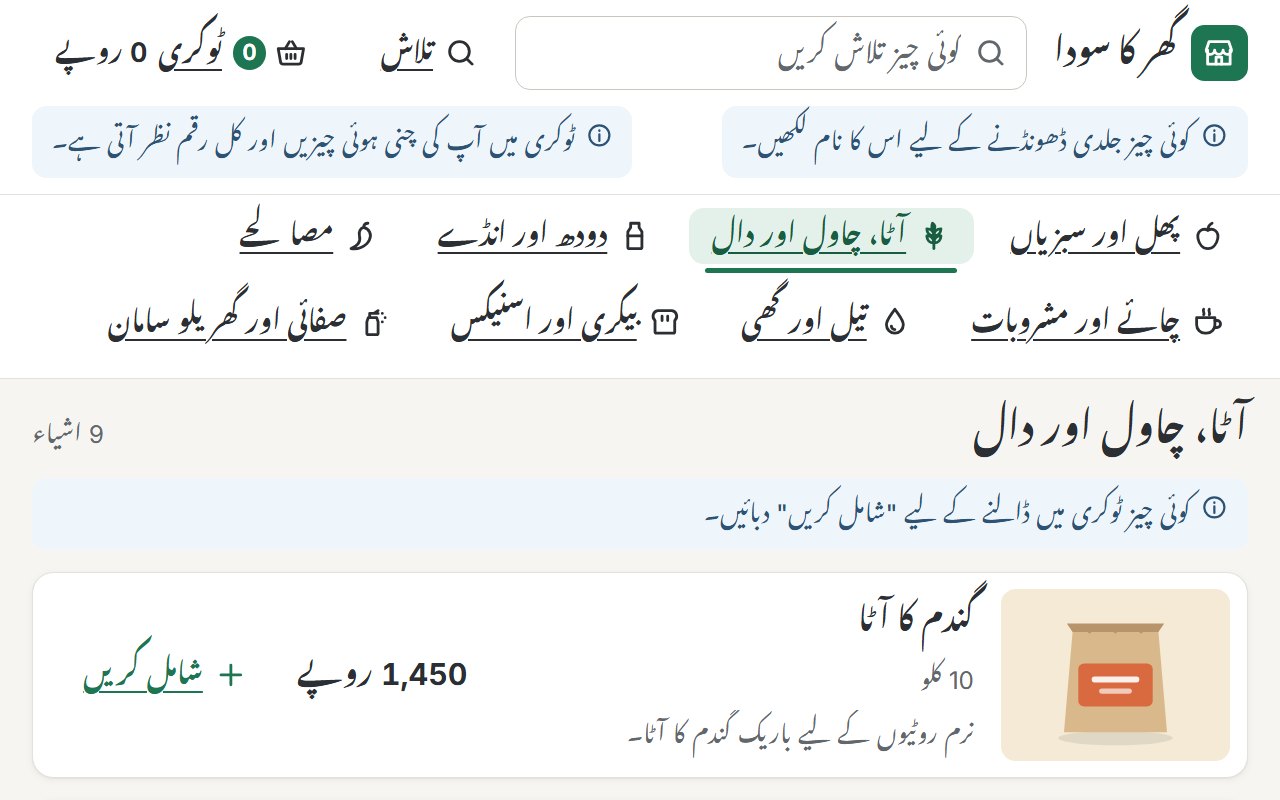 گھر کا سودا
کوئی چیز تلاش کریں
تلاش
0 ٹوکری 0 روپے
کوئی چیز جلدی ڈھونڈنے کے لیے اس کا نام لکھیں۔
ٹوکری میں آپ کی چنی ہوئی چیزیں اور کل رقم نظر آتی ہے۔
پھل اور سبزیاں
آٹا، چاول اور دال
دودھ اور انڈے
مصالحے
چائے اور مشروبات
تیل اور گھی
بیکری اور اسنیکس
صفائی اور گھریلو سامان
آٹا، چاول اور دال
9 اشیاء
کوئی چیز ٹوکری میں ڈالنے کے لیے "شامل کریں" دبائیں۔
گندم کا آٹا
10 کلو
نرم روٹیوں کے لیے باریک گندم کا آٹا۔
1,450 روپے
شامل کریں